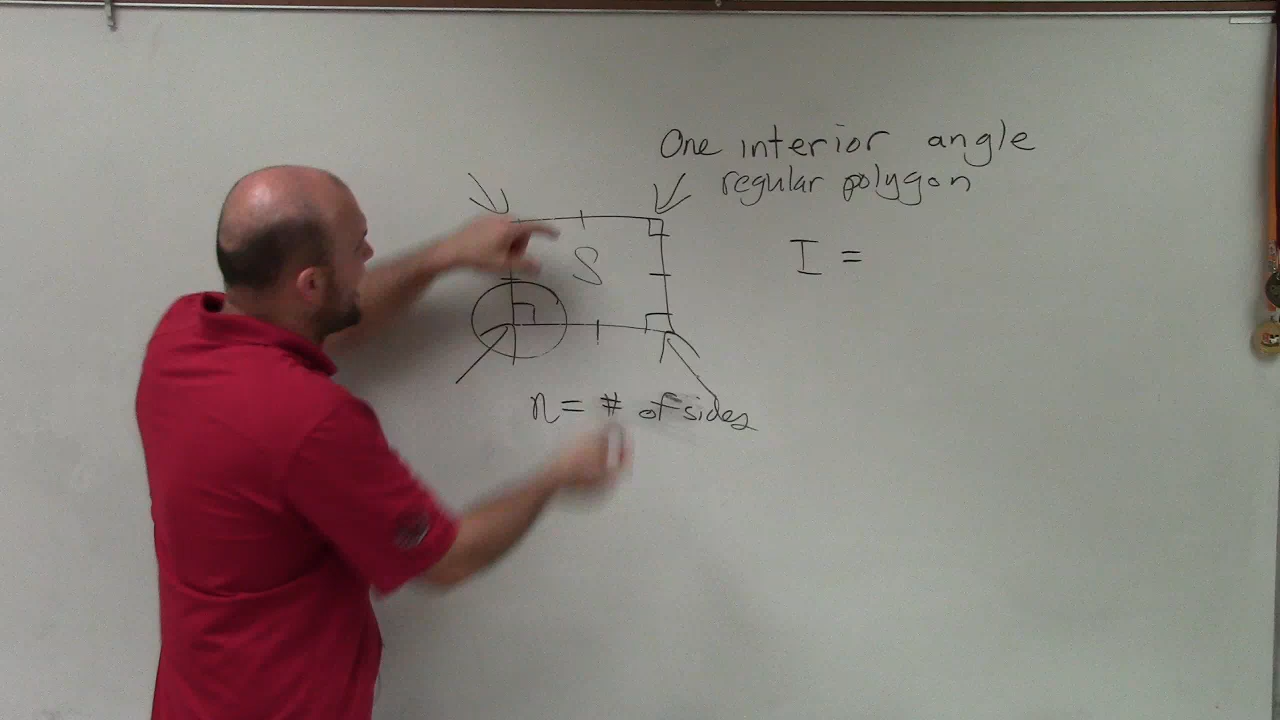 One interior angle
regular polygon
I =
S
n = # of sides